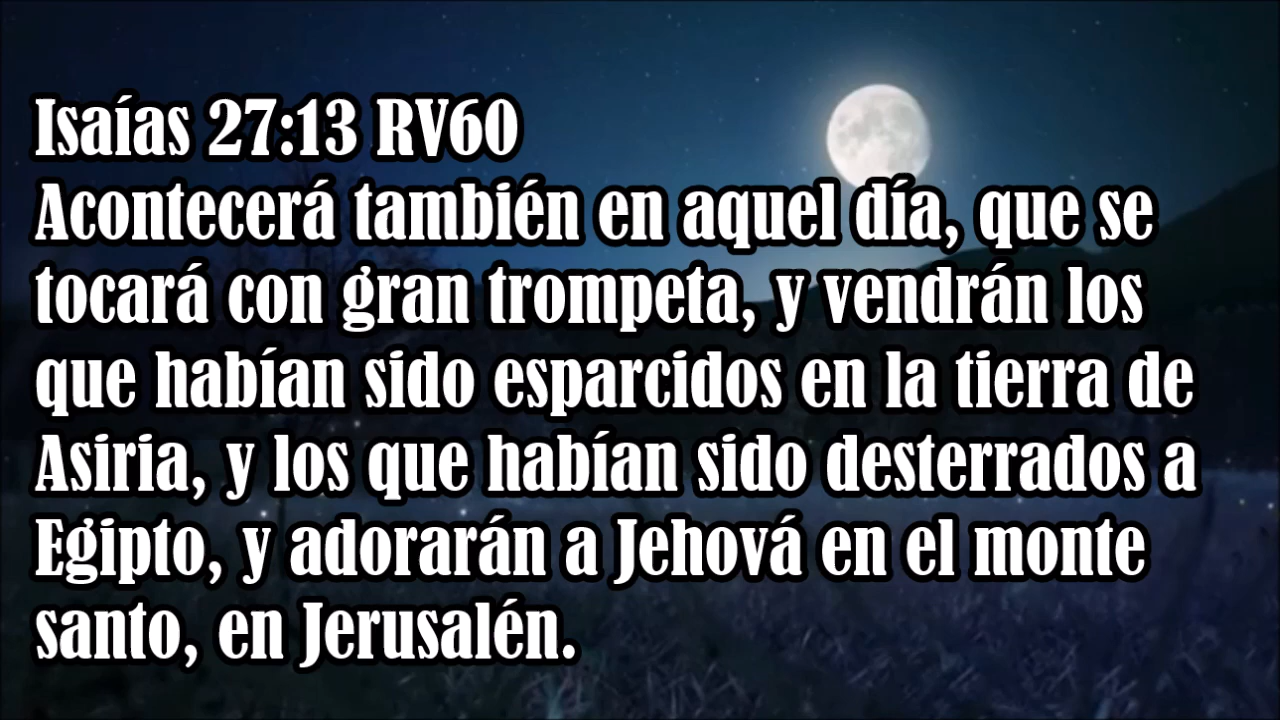 Isaías 27:13 RV60
Acontecerá también en aquel día, que se
tocará con gran trompeta, y vendrán los
que habían sido esparcidos en la tierra de
Asiria, y los que habían sido desterrados a
Egipto, y adorarán a Jehová en el monte
santo, en Jerusalén.